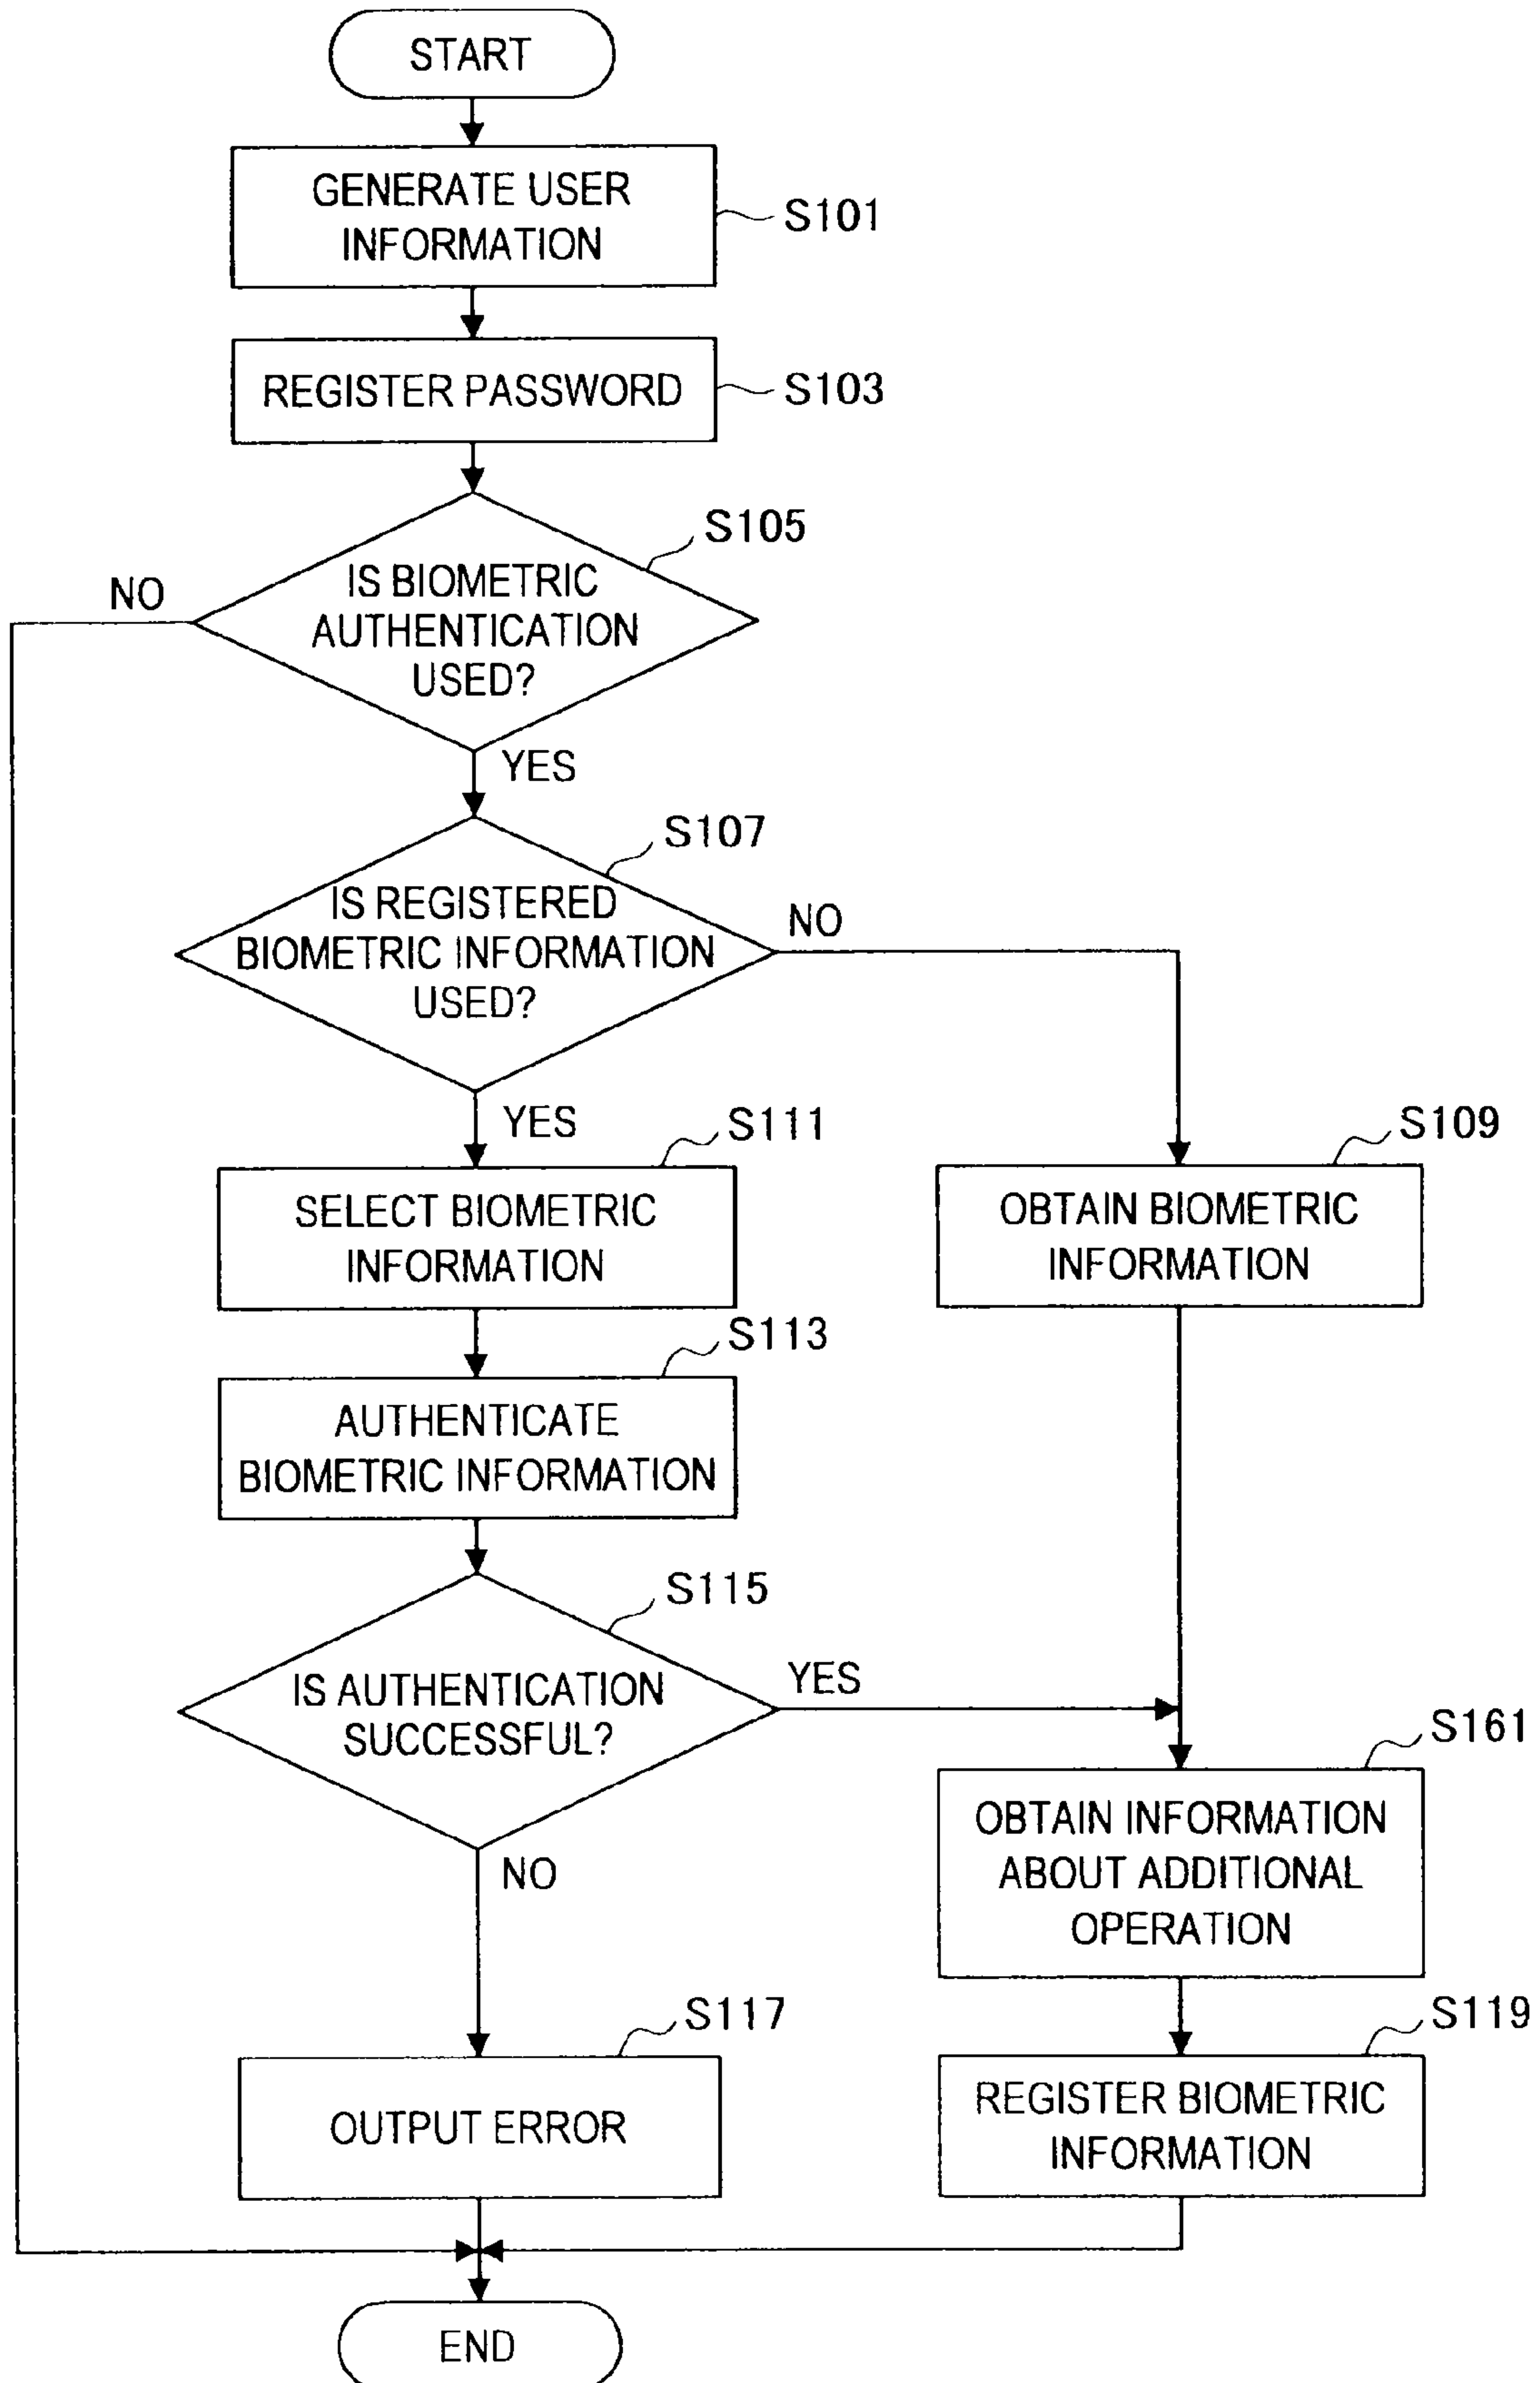 START
GENERATE USER
INFORMATION
S101
REGISTER PASSWORD
S103
S105
NO
IS BIOMETRIC
AUTHENTICATION
USED?
YES
S107
IS REGISTERED
BIOMETRIC INFORMATION
USED?
NO
YES
S111
S109
SELECT BIOMETRIC
INFORMATION
OBTAIN BIOMETRIC
INFORMATION
S113
AUTHENTICATE
BIOMETRIC INFORMATION
S115
IS AUTHENTICATION
SUCCESSFUL?
YES
S161
OBTAIN INFORMATION
ABOUT ADDITIONAL
OPERATION
NO
S117
S119
OUTPUT ERROR
REGISTER BIOMETRIC
INFORMATION
END